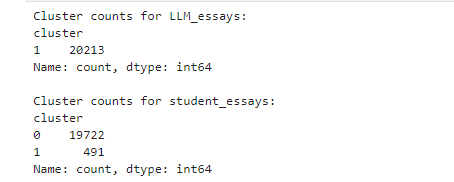 Cluster counts for LLM_essays:
cluster
1    20213
Name: count, dtype: int64

Cluster counts for student_essays:
cluster
0    19722
1      491
Name: count, dtype: int64